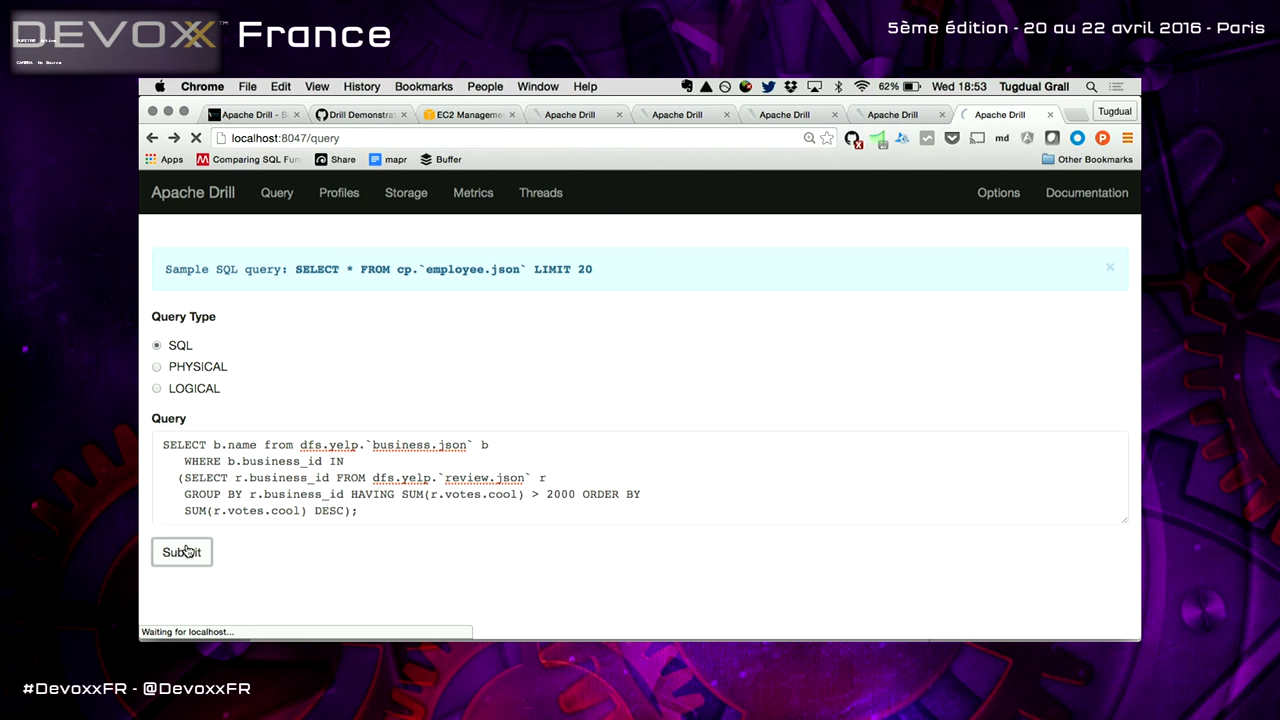 DEVOXX™ France
5ème édition - 20 au 22 avril 2016 - Paris
Chrome File Edit View History Bookmarks People Window Help 62% Wed 18:53 Tugdual Grall
Apache Drill - S Drill Demonstra EC2 Manageme Apache Drill Apache Drill Apache Drill Apache Drill Apache Drill Tugdual
localhost:8047/query md
Apps Comparing SQL Fun Share mapr Buffer Other Bookmarks
Apache Drill Query Profiles Storage Metrics Threads Options Documentation
Sample SQL query: SELECT * FROM cp.`employee.json` LIMIT 20 ×
Query Type
SQL
PHYSICAL
LOGICAL
Query
SELECT b.name from dfs.yelp.`business.json` b
WHERE b.business_id IN
(SELECT r.business_id FROM dfs.yelp.`review.json` r
GROUP BY r.business_id HAVING SUM(r.votes.cool) > 2000 ORDER BY
SUM(r.votes.cool) DESC);
Submit
Waiting for localhost...
#DevoxxFR - @DevoxxFR